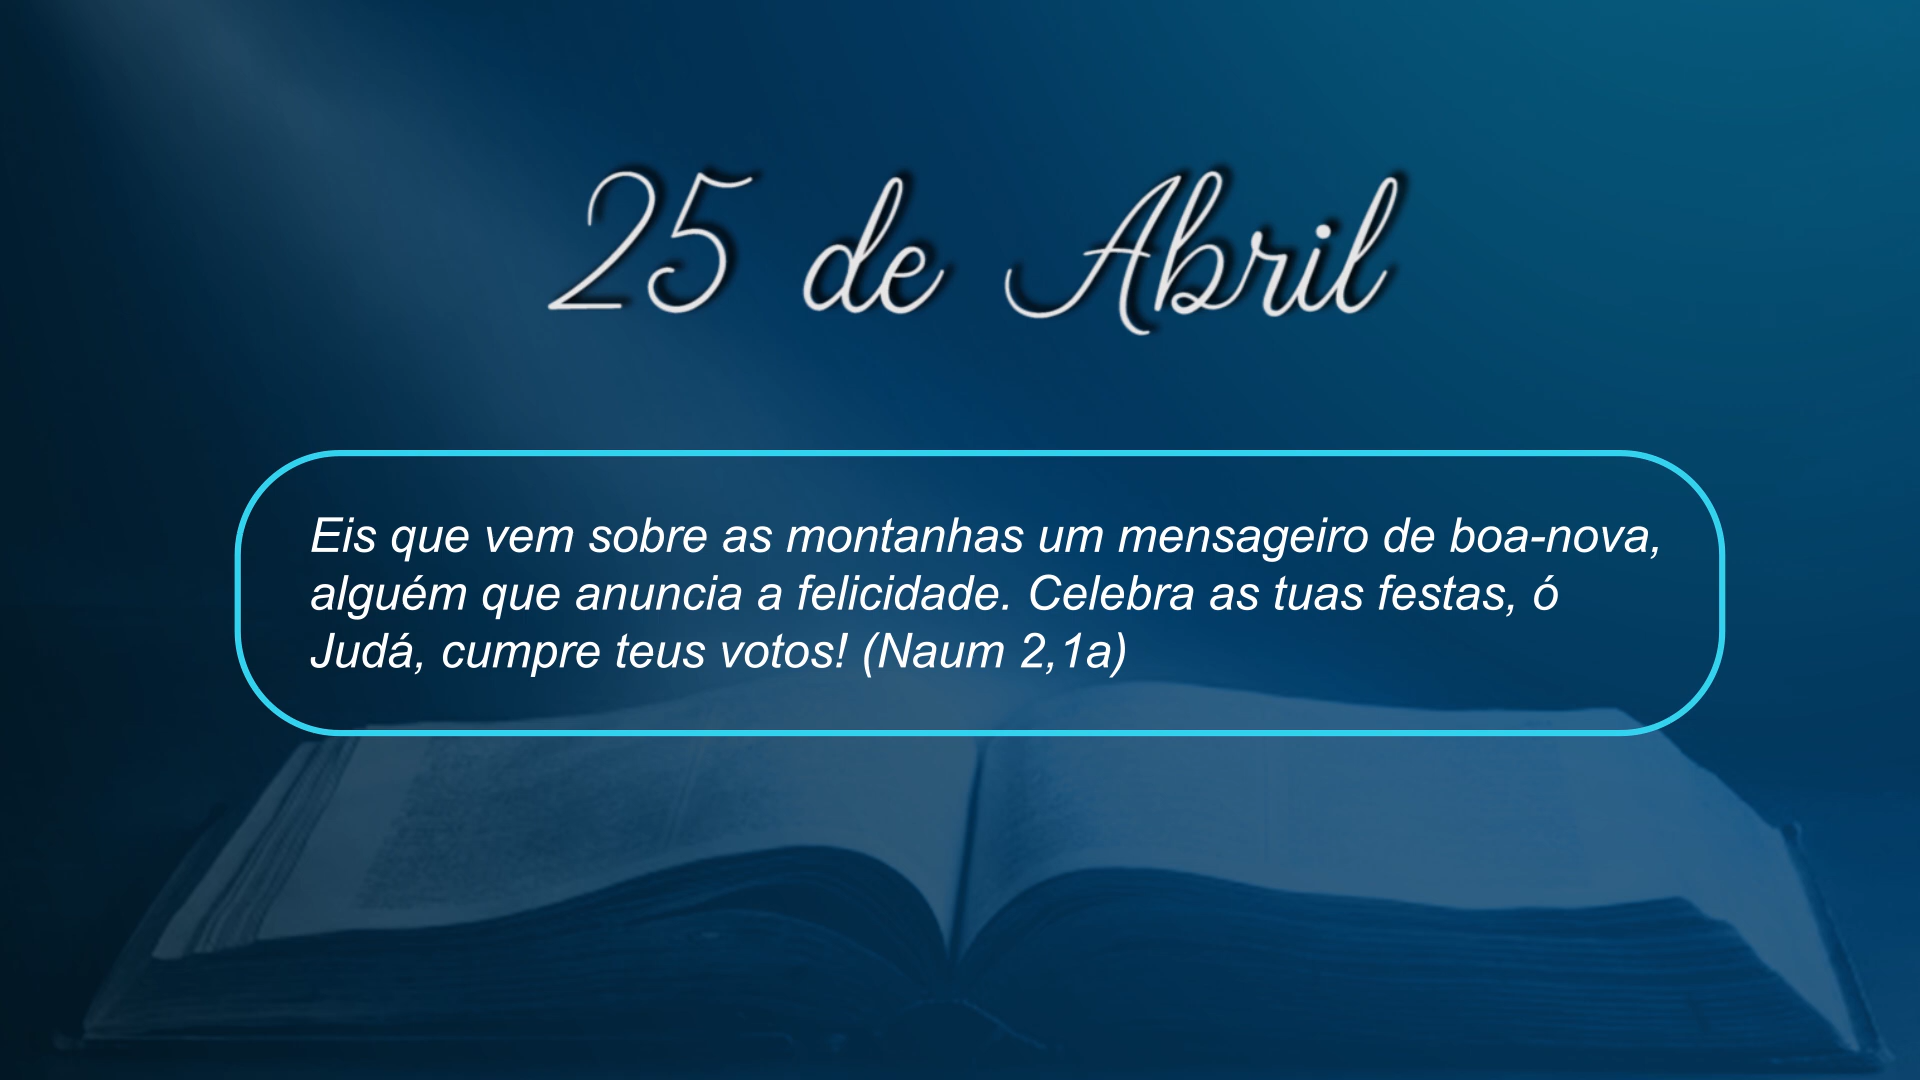 25 de Abril
Eis que vem sobre as montanhas um mensageiro de boa-nova,
alguém que anuncia a felicidade. Celebra as tuas festas, ó
Judá, cumpre teus votos! (Naum 2,1a)